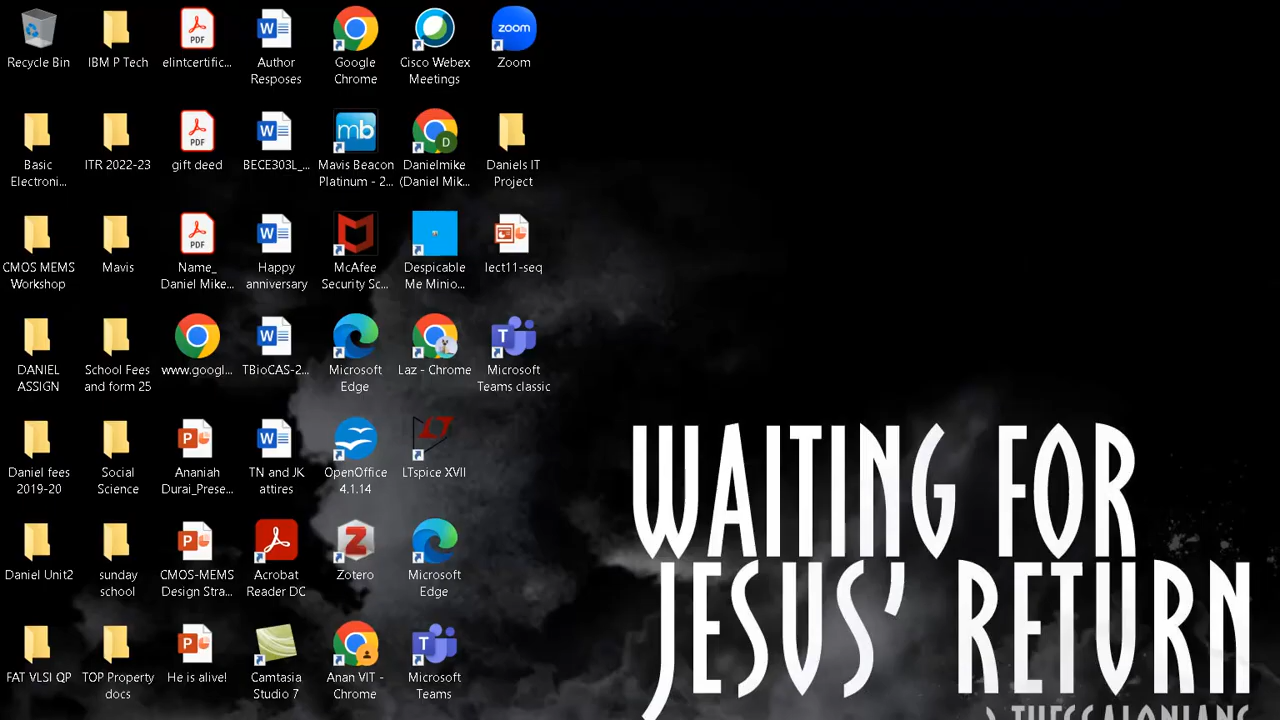 Recycle Bin
IBM P Tech
elintcertific...
Author
Resposes
Google
Chrome
Cisco Webex
Meetings
zoom
Zoom
Basic
Electroni...
ITR 2022-23
PDF
gift deed
BECE303L_...
mb
Mavis Beacon
Platinum - 2...
D
Danielmike
(Daniel Mik...
Daniels IT
Project
CMOS MEMS
Workshop
Mavis
PDF
Name_
Daniel Mike...
Happy
anniversary
McAfee
Security Sc...
Despicable
Me Minio...
lect11-seq
DANIEL
ASSIGN
School Fees
and form 25
www.googl...
TBioCAS-2...
Microsoft
Edge
Laz - Chrome
Microsoft
Teams classic
Daniel fees
2019-20
Social
Science
Ananiah
Durai_Prese...
TN and JK
attires
OpenOffice
4.1.14
LTspice XVII
Daniel Unit2
sunday
school
CMOS-MEMS
Design Stra...
Acrobat
Reader DC
Zotero
Microsoft
Edge
FAT VLSI QP
TOP Property
docs
He is alive!
Camtasia
Studio 7
Anan VIT -
Chrome
Microsoft
Teams
WAITING FOR
JESUS' RETURN
THESSALONIANS